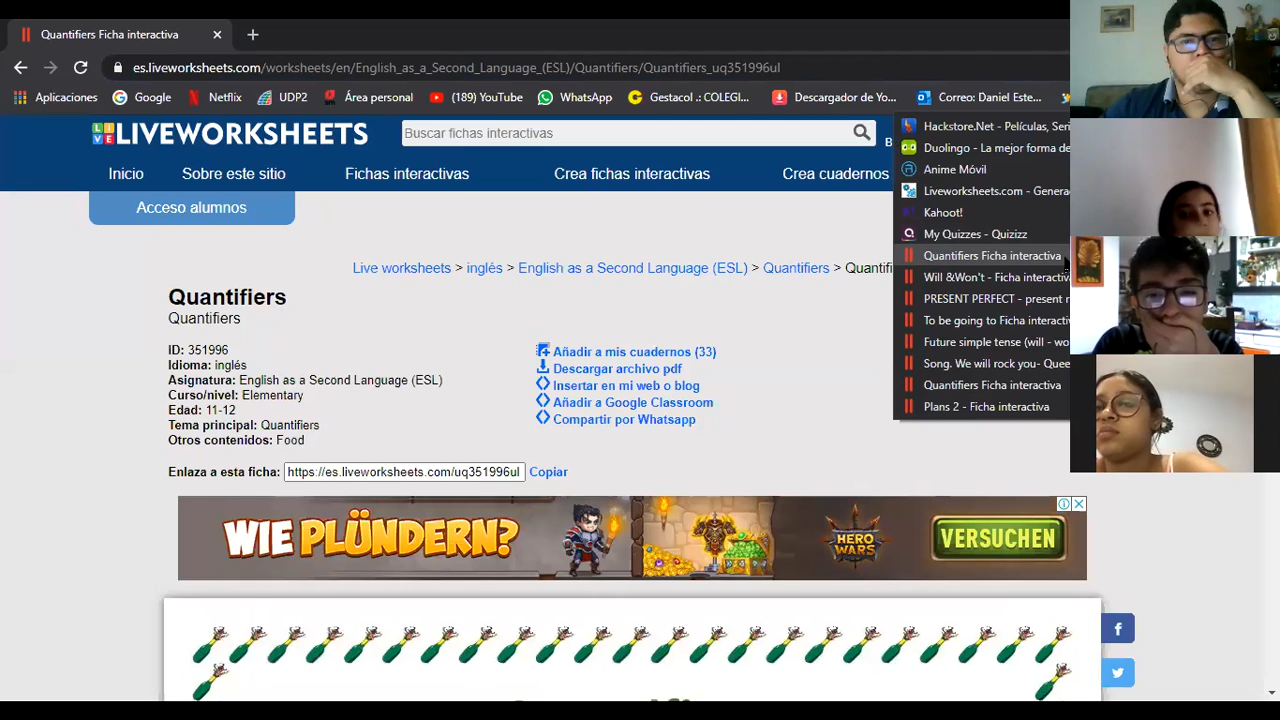 Quantifiers Ficha interactiva
es.liveworksheets.com/worksheets/en/English_as_a_Second_Language_(ESL)/Quantifiers/Quantifiers_uq351996ul
Aplicaciones Google Netflix UDP2 Área personal (189) YouTube WhatsApp Gestacol : COLEGI... Descargador de Yo... Correo: Daniel Este...
LIVEWORKSHEETS
Buscar fichas interactivas
B
Inicio Sobre este sitio Fichas interactivas Crea fichas interactivas Crea cuadernos
Acceso alumnos
Hackstore.Net - Películas, Seri
Duolingo - La mejor forma de
Anime Móvil
Liveworksheets.com - Genera
Kahoot!
My Quizzes - Quizizz
Quantifiers Ficha interactiva
Will &Won't - Ficha interactiva
PRESENT PERFECT - present r
To be going to Ficha interacti
Future simple tense (will - wo
Song. We will rock you- Quee
Quantifiers Ficha interactiva
Plans 2 - Ficha interactiva
Live worksheets > inglés > English as a Second Language (ESL) > Quantifiers > Quantifi
Quantifiers
Quantifiers
ID: 351996
Idioma: inglés
Asignatura: English as a Second Language (ESL)
Curso/nivel: Elementary
Edad: 11-12
Tema principal: Quantifiers
Otros contenidos: Food
Añadir a mis cuadernos (33)
Descargar archivo pdf
Insertar en mi web o blog
Añadir a Google Classroom
Compartir por Whatsapp
Enlaza a esta ficha: https://es.liveworksheets.com/uq351996ul Copiar
WIE PLÜNDERN?
HERO WARS
VERSUCHEN